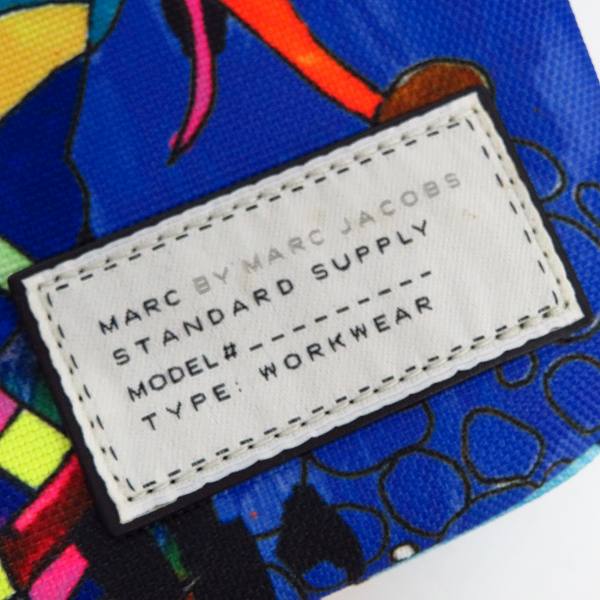 MARC BY MARC JACOBS
STANDARD SUPPLY
MODEL#----------
TYPE: WORKWEAR